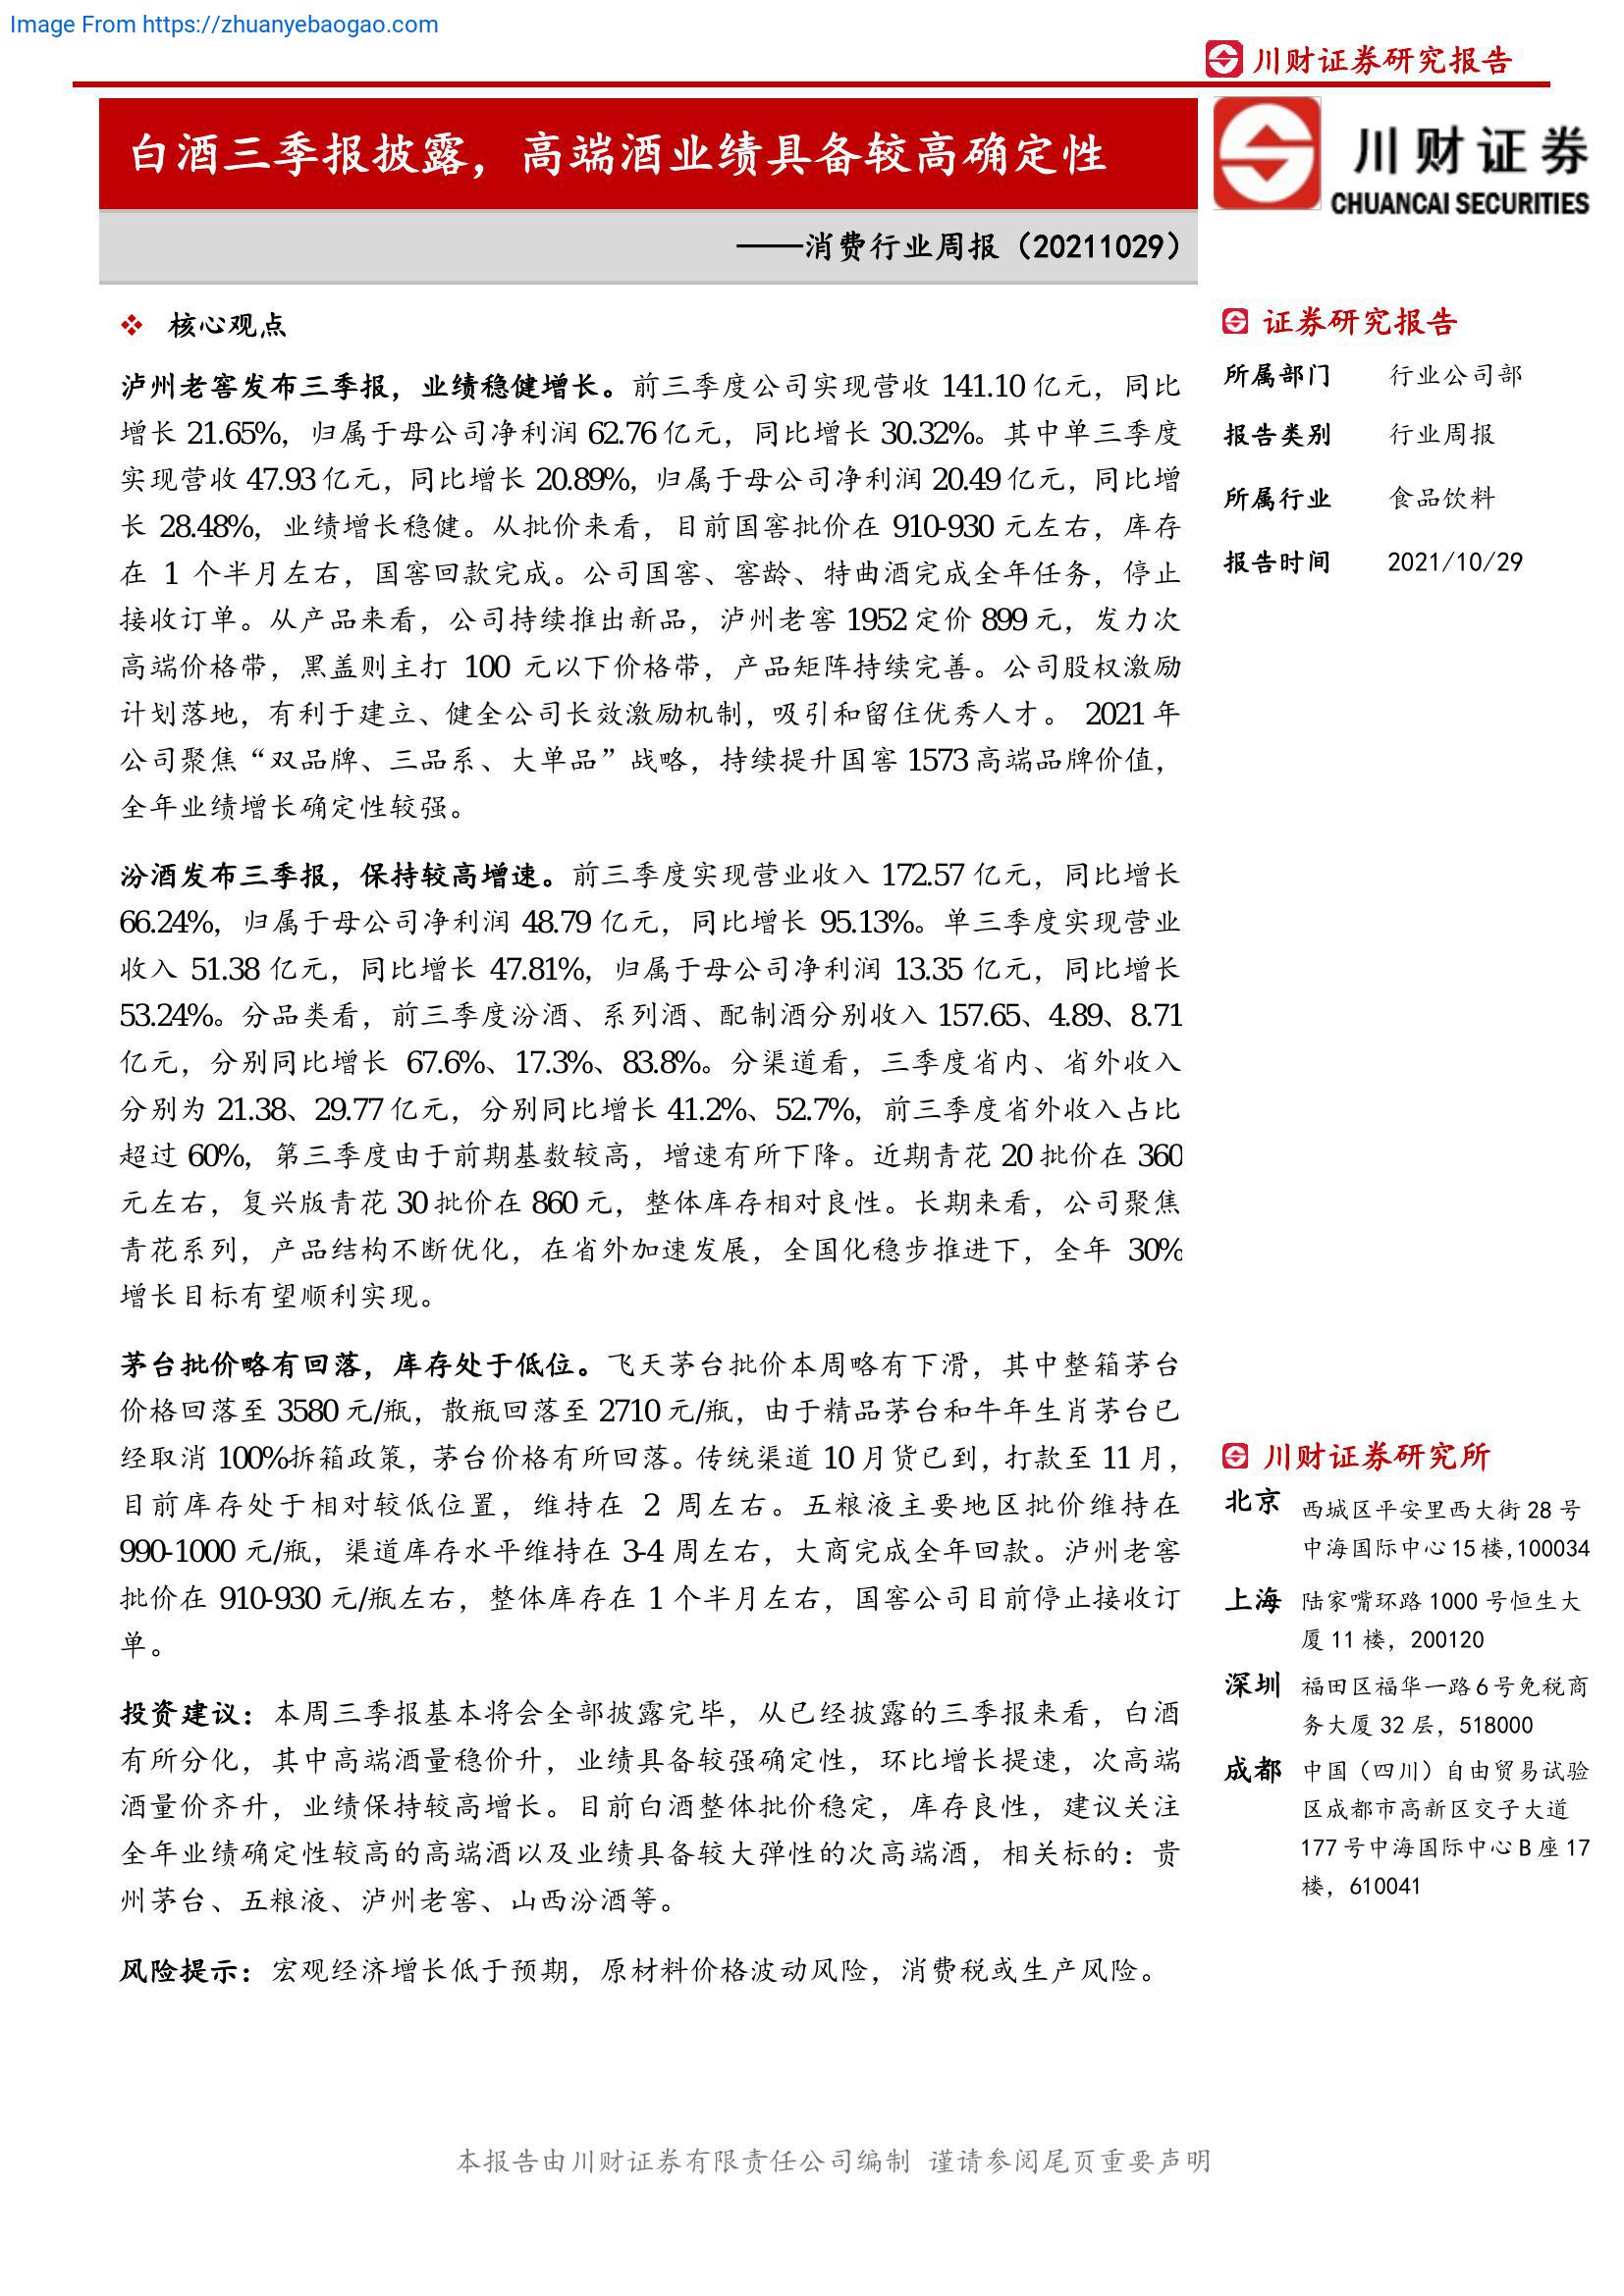 Image From https://zhuanyebaogao.com
川财证券研究报告
白酒三季报披露，高端酒业绩具备较高确定性
川财证券
CHUANCAI SECURITIES
——消费行业周报（20211029）
❖ 核心观点
泸州老窖发布三季报，业绩稳健增长。前三季度公司实现营收 141.10 亿元，同比
增长 21.65%，归属于母公司净利润 62.76 亿元，同比增长 30.32%。其中单三季度
实现营收 47.93 亿元，同比增长 20.89%，归属于母公司净利润 20.49 亿元，同比增
长 28.48%，业绩增长稳健。从批价来看，目前国窖批价在 910-930 元左右，库存
在 1 个半月左右，国窖回款完成。公司国窖、窖龄、特曲酒完成全年任务，停止
接收订单。从产品来看，公司持续推出新品，泸州老窖 1952 定价 899 元，发力次
高端价格带，黑盖则主打 100 元以下价格带，产品矩阵持续完善。公司股权激励
计划落地，有利于建立、健全公司长效激励机制，吸引和留住优秀人才。 2021 年
公司聚焦“双品牌、三品系、大单品”战略，持续提升国窖 1573 高端品牌价值，
全年业绩增长确定性较强。
汾酒发布三季报，保持较高增速。前三季度实现营业收入 172.57 亿元，同比增长
66.24%，归属于母公司净利润 48.79 亿元，同比增长 95.13%。单三季度实现营业
收入 51.38 亿元，同比增长 47.81%，归属于母公司净利润 13.35 亿元，同比增长
53.24%。分品类看，前三季度汾酒、系列酒、配制酒分别收入 157.65、4.89、8.71
亿元，分别同比增长 67.6%、17.3%、83.8%。分渠道看，三季度省内、省外收入
分别为 21.38、29.77 亿元，分别同比增长 41.2%、52.7%，前三季度省外收入占比
超过 60%，第三季度由于前期基数较高，增速有所下降。近期青花 20 批价在 360
元左右，复兴版青花 30 批价在 860 元，整体库存相对良性。长期来看，公司聚焦
青花系列，产品结构不断优化，在省外加速发展，全国化稳步推进下，全年 30%
增长目标有望顺利实现。
茅台批价略有回落，库存处于低位。飞天茅台批价本周略有下滑，其中整箱茅台
价格回落至 3580 元/瓶，散瓶回落至 2710 元/瓶，由于精品茅台和牛年生肖茅台已
经取消 100%拆箱政策，茅台价格有所回落。传统渠道 10 月货已到，打款至 11 月，
目前库存处于相对较低位置，维持在 2 周左右。五粮液主要地区批价维持在
990-1000 元/瓶，渠道库存水平维持在 3-4 周左右，大商完成全年回款。泸州老窖
批价在 910-930 元/瓶左右，整体库存在 1 个半月左右，国窖公司目前停止接收订
单。
投资建议：本周三季报基本将会全部披露完毕，从已经披露的三季报来看，白酒
有所分化，其中高端酒量稳价升，业绩具备较强确定性，环比增长提速，次高端
酒量价齐升，业绩保持较高增长。目前白酒整体批价稳定，库存良性，建议关注
全年业绩确定性较高的高端酒以及业绩具备较大弹性的次高端酒，相关标的：贵
州茅台、五粮液、泸州老窖、山西汾酒等。
风险提示：宏观经济增长低于预期，原材料价格波动风险，消费税或生产风险。
证券研究报告
所属部门 行业公司部
报告类别 行业周报
所属行业 食品饮料
报告时间 2021/10/29
川财证券研究所
北京 西城区平安里西大街 28 号
中海国际中心 15 楼,100034
上海 陆家嘴环路 1000 号恒生大
厦 11 楼，200120
深圳 福田区福华一路 6 号免税商
务大厦 32 层，518000
成都 中国（四川）自由贸易试验
区成都市高新区交子大道
177 号中海国际中心 B 座 17
楼，610041
本报告由川财证券有限责任公司编制 谨请参阅尾页重要声明